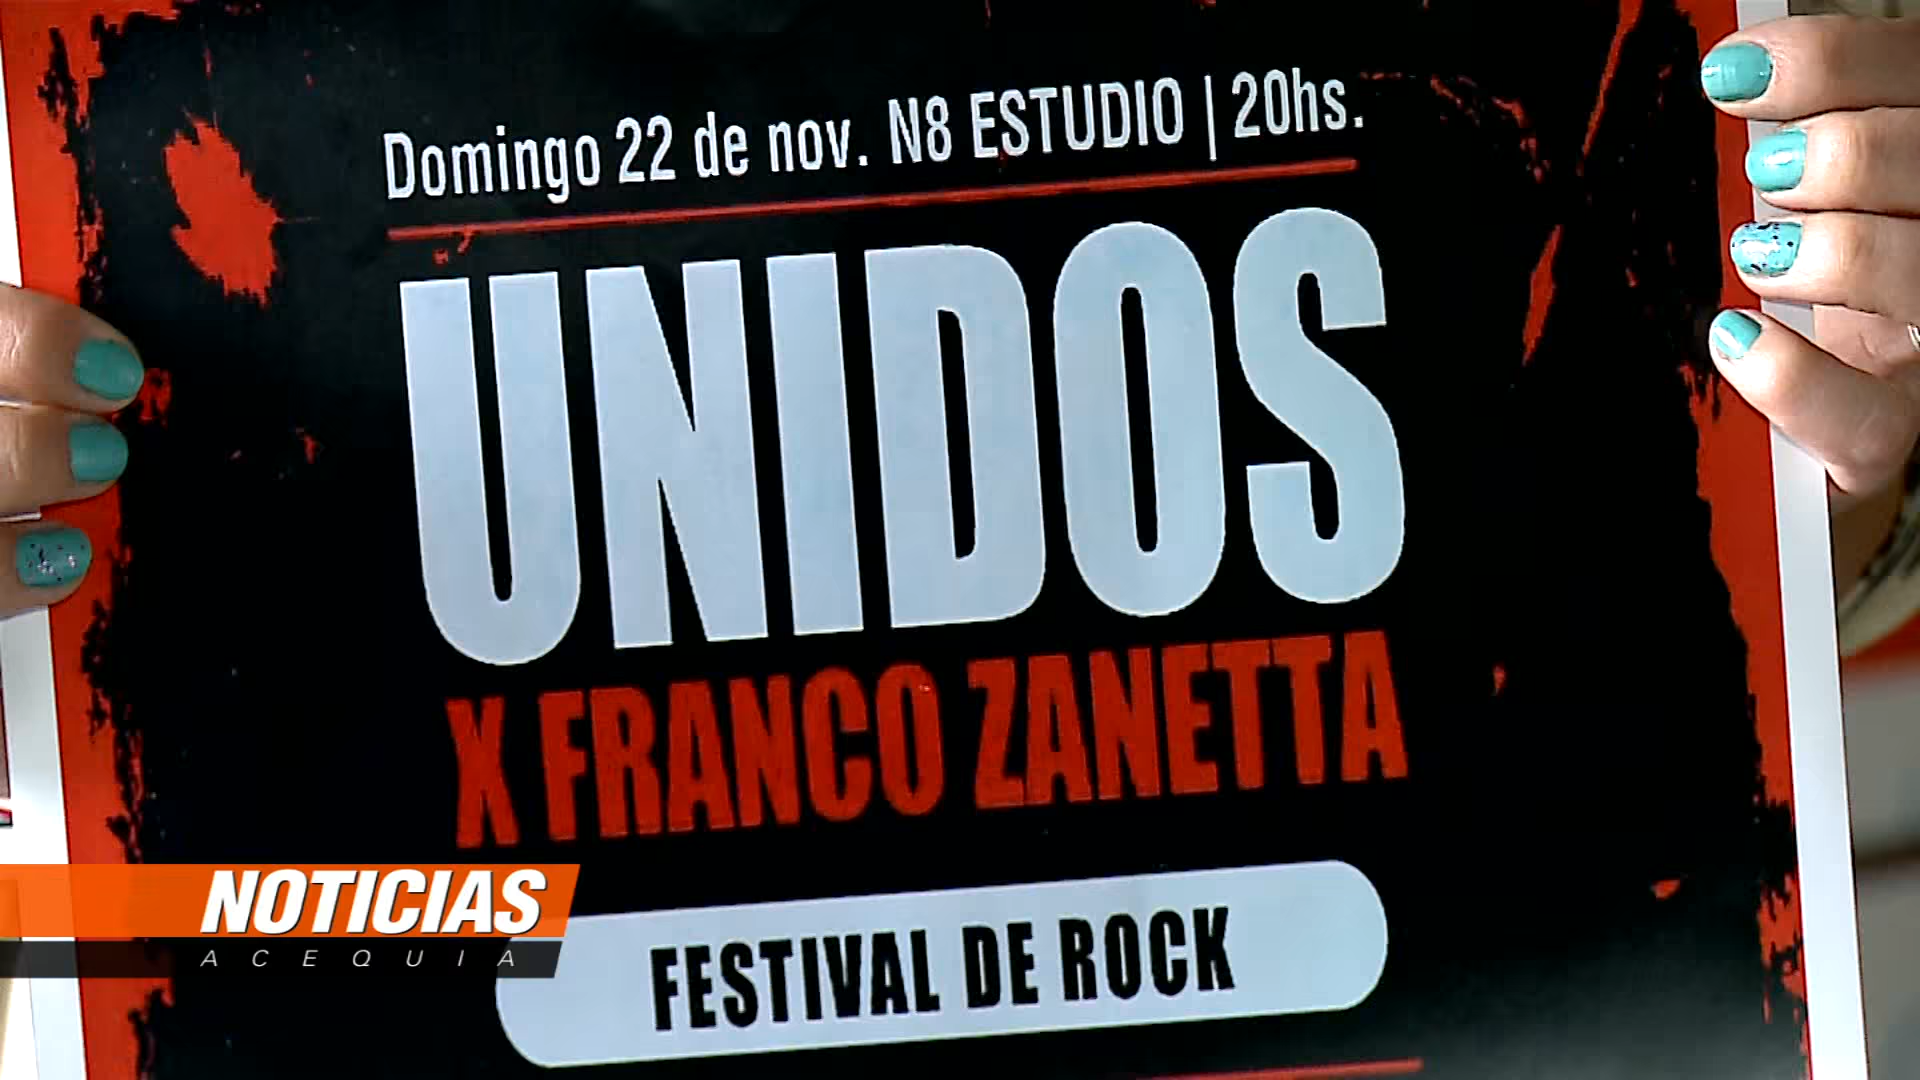 Domingo 22 de nov. N8 ESTUDIO | 20hs.
UNIDOS
X FRANCO ZANETTA
FESTIVAL DE ROCK
NOTICIAS
ACEQUIA